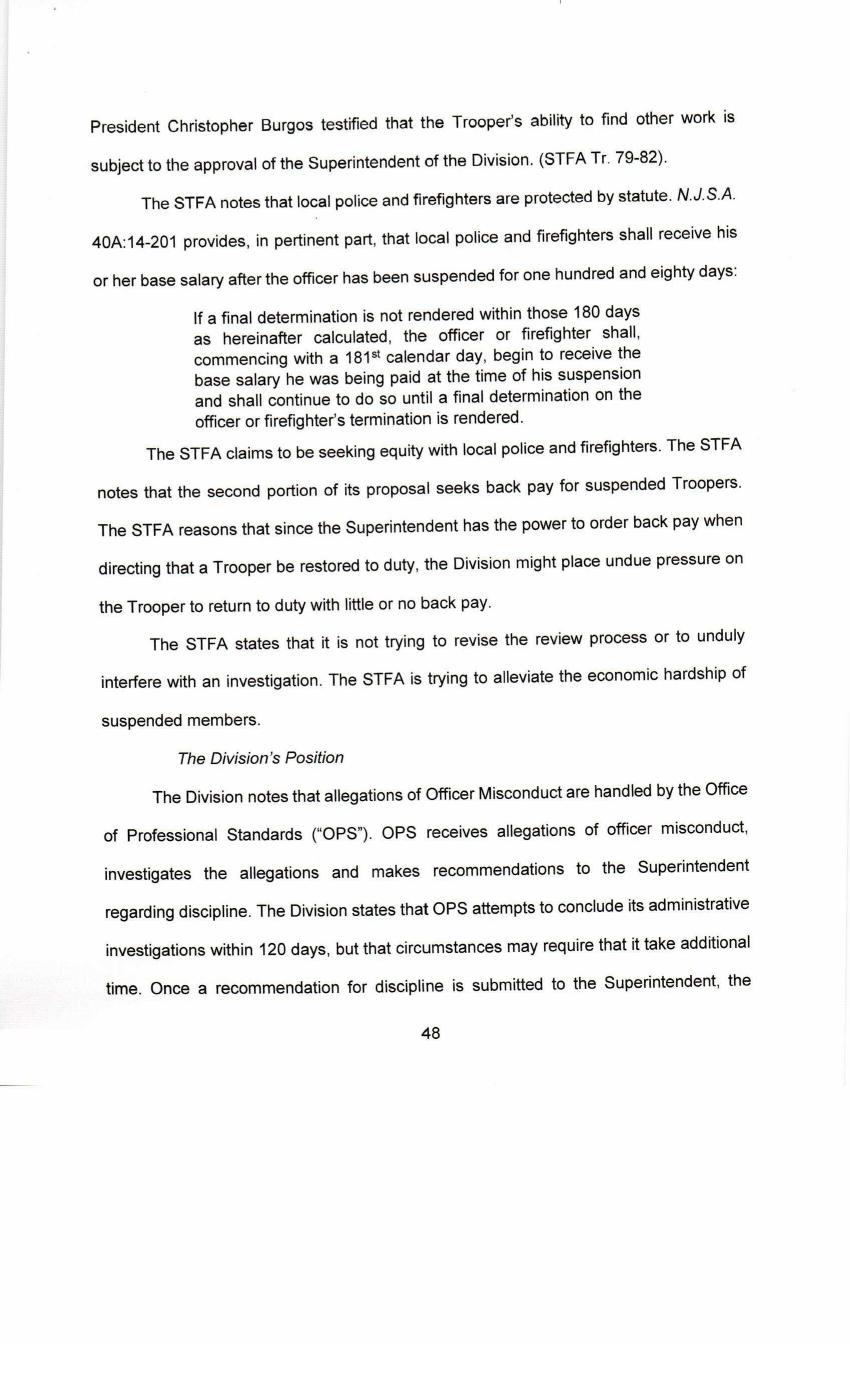 President Christopher Burgos testified that the Trooper's ability to find other work is
subject to the approval of the Superintendent of the Division. (STFA Tr. 79-82).
The STFA notes that local police and firefighters are protected by statute. N.J.S.A.
40A:14-201 provides, in pertinent part, that local police and firefighters shall receive his
or her base salary after the officer has been suspended for one hundred and eighty days:
If a final determination is not rendered within those 180 days
as hereinafter calculated, the officer or firefighter shall,
commencing with a 181st calendar day, begin to receive the
base salary he was being paid at the time of his suspension
and shall continue to do so until a final determination on the
officer or firefighter's termination is rendered.
The STFA claims to be seeking equity with local police and firefighters. The STFA
notes that the second portion of its proposal seeks back pay for suspended Troopers.
The STFA reasons that since the Superintendent has the power to order back pay when
directing that a Trooper be restored to duty, the Division might place undue pressure on
the Trooper to return to duty with little or no back pay.
The STFA states that it is not trying to revise the review process or to unduly
interfere with an investigation. The STFA is trying to alleviate the economic hardship of
suspended members.
The Division's Position
The Division notes that allegations of Officer Misconduct are handled by the Office
of Professional Standards ("OPS"). OPS receives allegations of officer misconduct,
investigates the allegations and makes recommendations to the Superintendent
regarding discipline. The Division states that OPS attempts to conclude its administrative
investigations within 120 days, but that circumstances may require that it take additional
time. Once a recommendation for discipline is submitted to the Superintendent, the
48